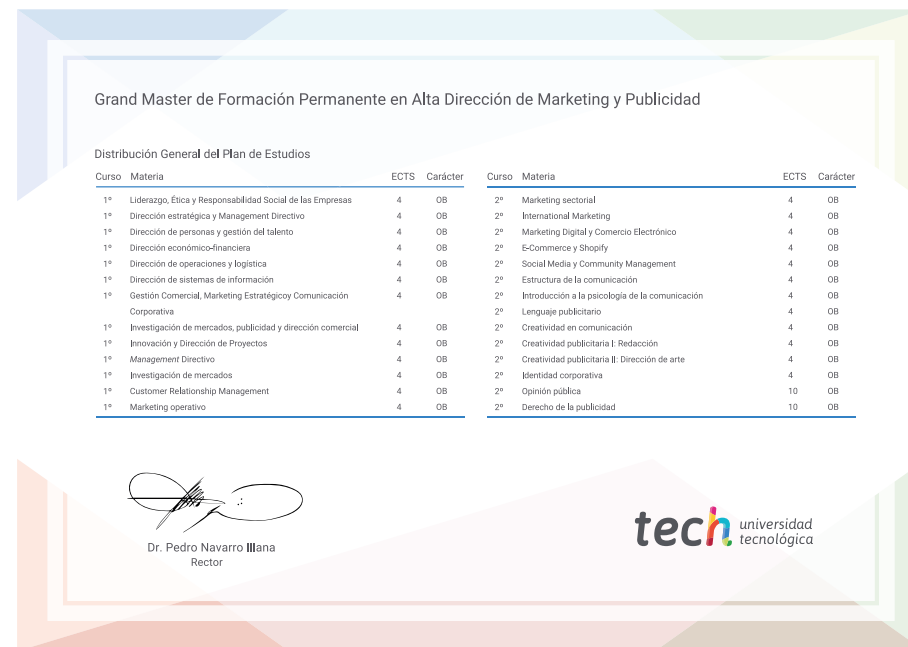 Grand Master de Formación Permanente en Alta Dirección de Marketing y Publicidad
Distribución General del Plan de Estudios
Curso Materia ECTS Carácter
1º Liderazgo, Ética y Responsabilidad Social de las Empresas 4 OB
1º Dirección estratégica y Management Directivo 4 OB
1º Dirección de personas y gestión del talento 4 OB
1º Dirección económico-financiera 4 OB
1º Dirección de operaciones y logística 4 OB
1º Dirección de sistemas de información 4 OB
1º Gestión Comercial, Marketing Estratégicoy Comunicación 4 OB
Corporativa
1º Investigación de mercados, publicidad y dirección comercial 4 OB
1º Innovación y Dirección de Proyectos 4 OB
1º Management Directivo 4 OB
1º Investigación de mercados 4 OB
1º Customer Relationship Management 4 OB
1º Marketing operativo 4 OB
Curso Materia ECTS Carácter
2º Marketing sectorial 4 OB
2º International Marketing 4 OB
2º Marketing Digital y Comercio Electrónico 4 OB
2º E-Commerce y Shopify 4 OB
2º Social Media y Community Management 4 OB
2º Estructura de la comunicación 4 OB
2º Introducción a la psicología de la comunicación 4 OB
2º Lenguaje publicitario 4 OB
2º Creatividad en comunicación 4 OB
2º Creatividad publicitaria I: Redacción 4 OB
2º Creatividad publicitaria II: Dirección de arte 4 OB
2º Identidad corporativa 4 OB
2º Opinión pública 10 OB
2º Derecho de la publicidad 10 OB
Dr. Pedro Navarro Illana
Rector
tech universidad
tecnológica